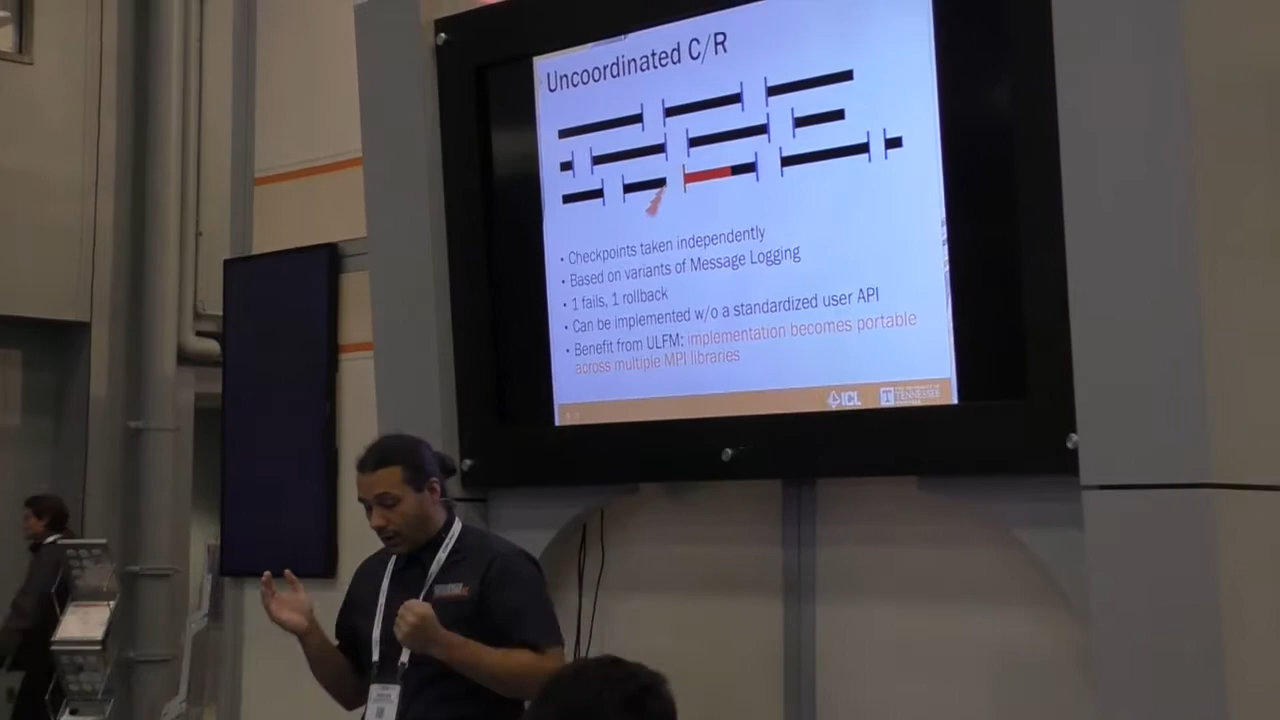 Uncoordinated C/R
• Checkpoints taken independently
• Based on variants of Message Logging
• 1 fails, 1 rollback
• Can be implemented w/o a standardized user API
• Benefit from ULFM: implementation becomes portable
across multiple MPI libraries
ICL
T
TENNESSEE